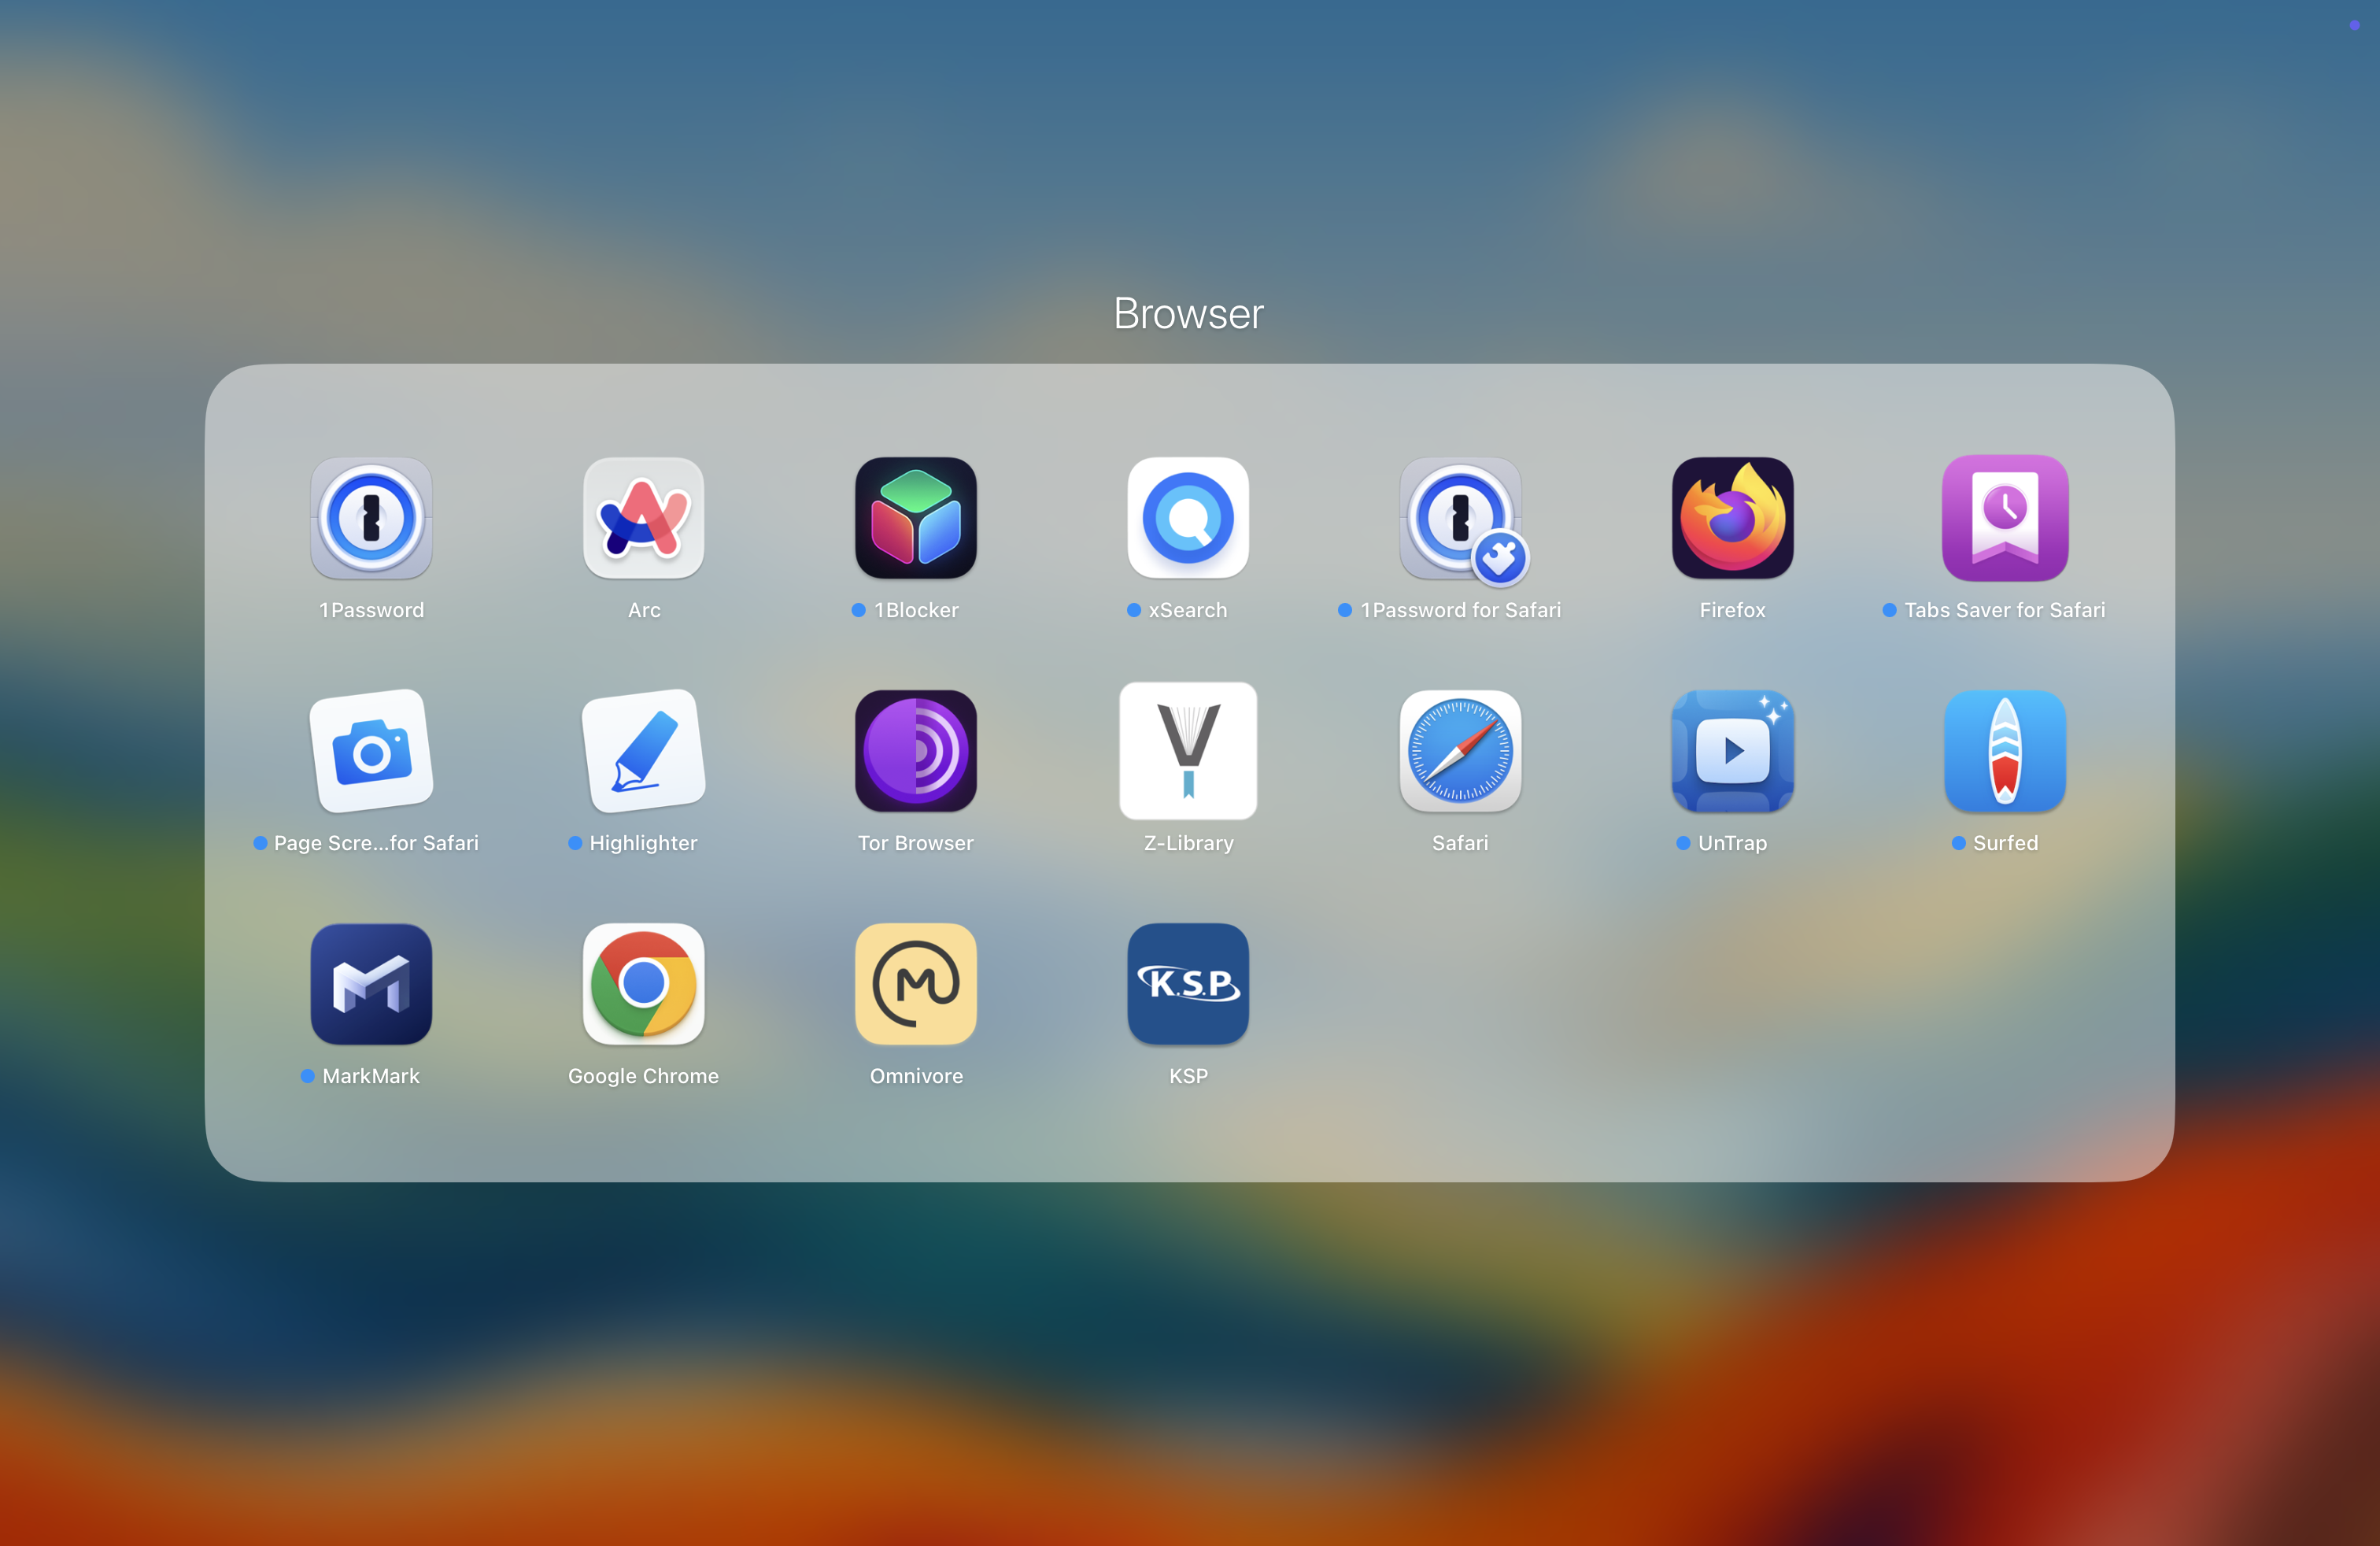 Browser
1Password
Arc
1Blocker
xSearch
1Password for Safari
Firefox
Tabs Saver for Safari
Page Scre...for Safari
Highlighter
Tor Browser
Z-Library
Safari
UnTrap
Surfed
K.S.P
MarkMark
Google Chrome
Omnivore
KSP